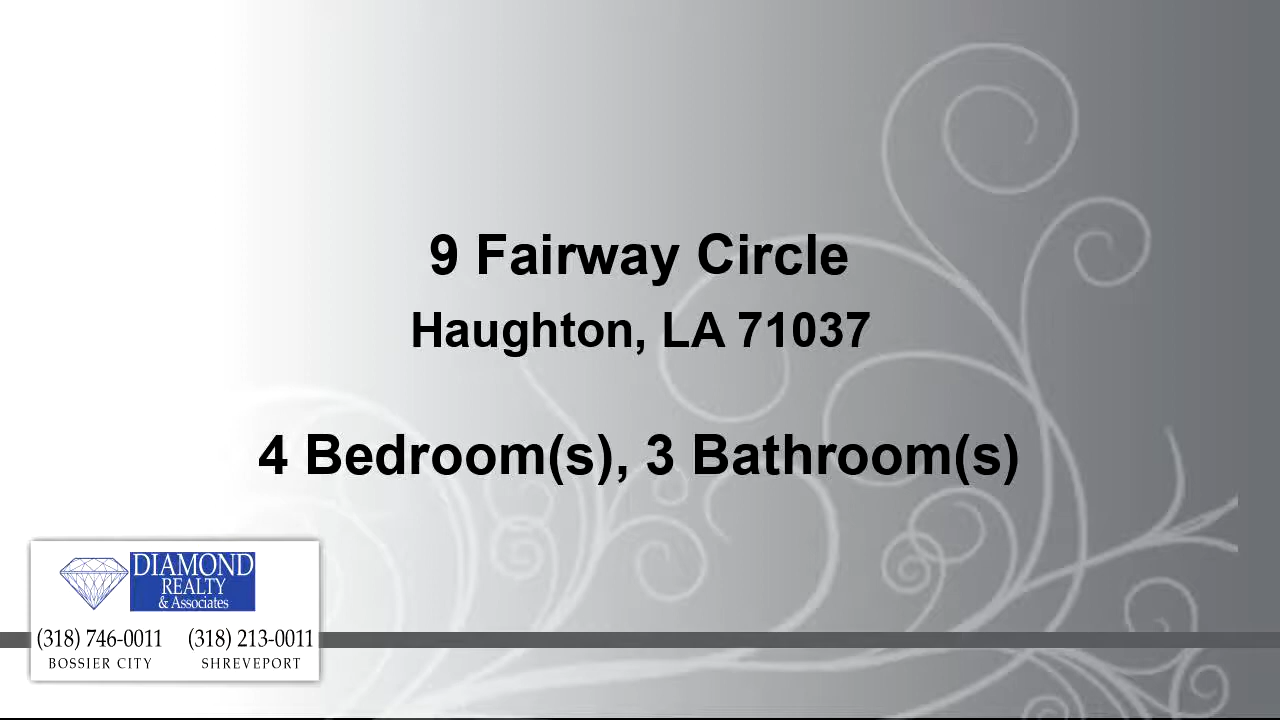 9 Fairway Circle
Haughton, LA 71037
4 Bedroom(s), 3 Bathroom(s)
DIAMOND
REALTY
& Associates
(318) 746-0011 (318) 213-0011
BOSSIER CITY SHREVEPORT